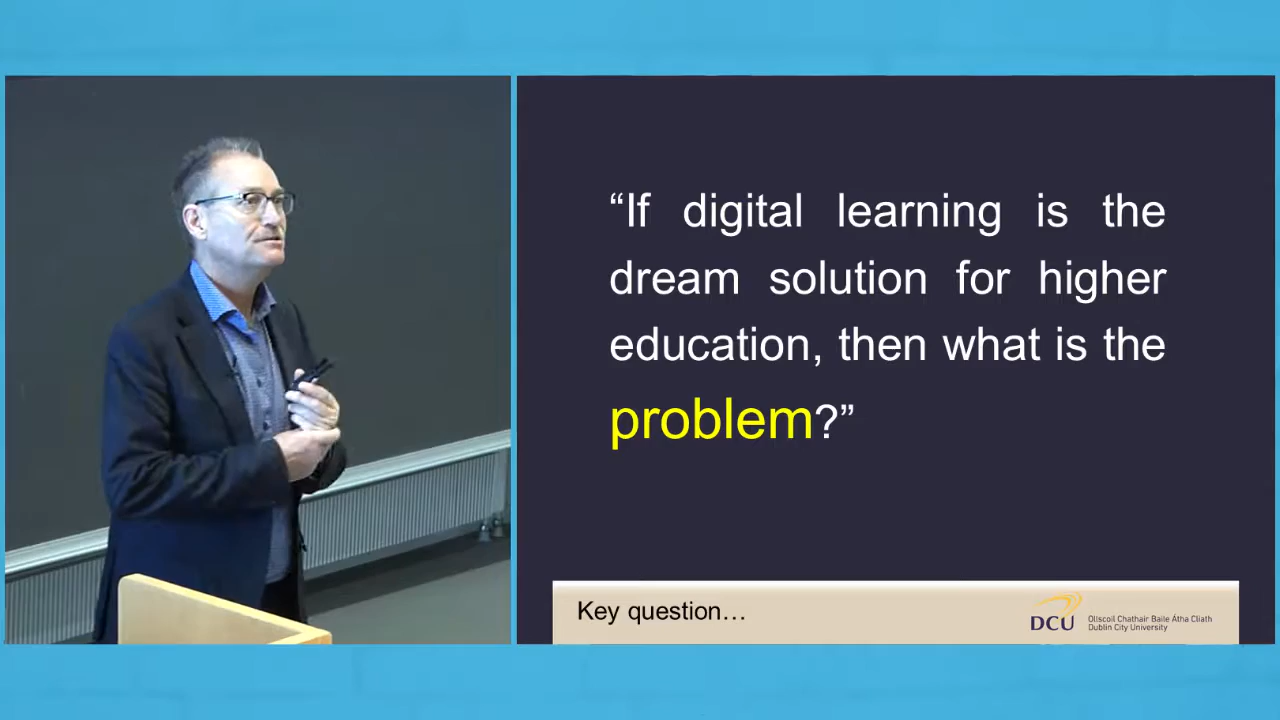 “If digital learning is the
dream solution for higher
education, then what is the
problem?”
Key question…
DCU
Ollscoil Chathair Baile Átha Cliath
Dublin City University